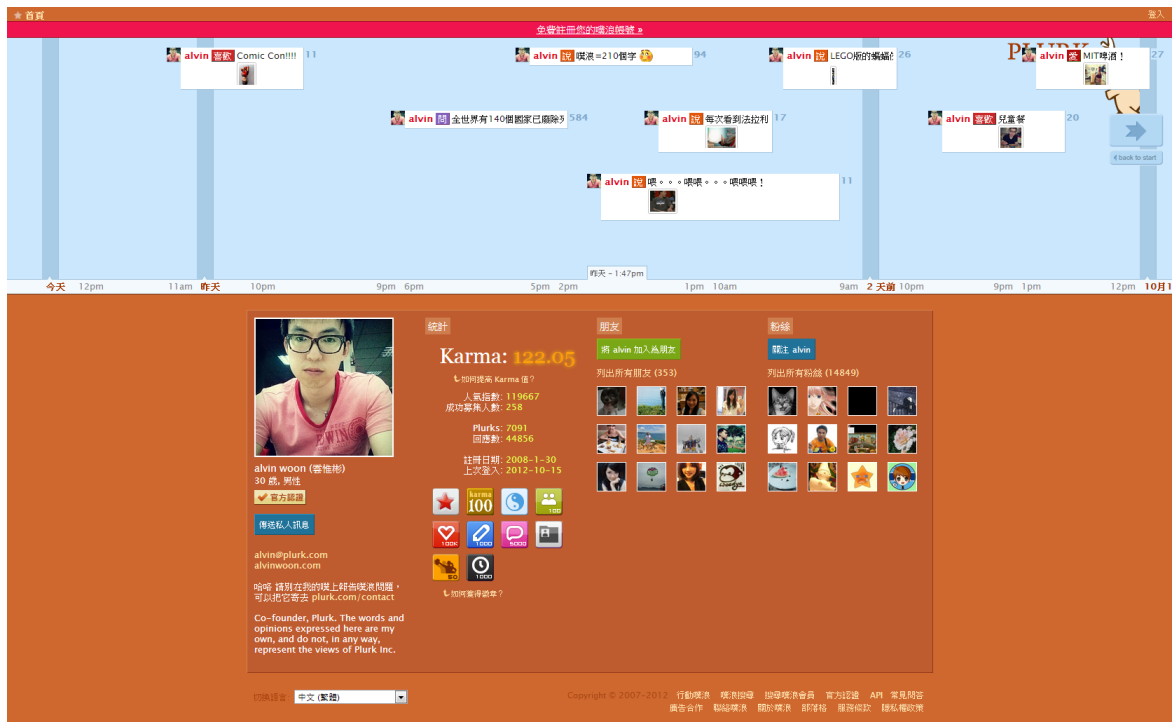 首頁
登入
免費註冊您的噗浪帳號 »
PLURK
alvin 喜歡 Comic Con!!!! 11
alvin 說 噗浪=210個字 94
alvin 說 LEGO版的蝙蝠 26
alvin 愛 MIT啤酒！ 27
alvin 問 全世界有140個國家已廢除 584
alvin 說 每次看到法拉利 17
alvin 喜歡 兒童餐 20
back to start
alvin 說 喂。。。喂喂。。。喂喂喂！ 11
昨天 - 1:47pm
今天 12pm 11am 昨天 10pm 9pm 6pm 5pm 2pm 1pm 10am 9am 2 天前 10pm 9pm 1pm 12pm 10月1
統計
Karma: 122.05
如何提高 Karma 值？
人氣指數: 119667
成功募集人數: 258
Plurks: 7091
回應數: 44856
註冊日期: 2008-1-30
上次登入: 2012-10-15
karma
100
100
100K
1000
5000
50
1000
如何獲得徽章？
朋友
將 alvin 加入為朋友
列出所有朋友 (353)
粉絲
關注 alvin
列出所有粉絲 (14849)
EWING
alvin woon (雲惟彬)
30 歲, 男性
官方認證
傳送私人訊息
alvin@plurk.com
alvinwoon.com
哈咯 請別在我的噗上報告噗浪問題，
可以把它寄去 plurk.com/contact
Co-founder, Plurk. The words and
opinions expressed here are my
own, and do not, in any way,
represent the views of Plurk Inc.
切換語言: 中文 (繁體)
Copyright © 2007-2012 行動噗浪 噗浪搜尋 搜尋噗浪會員 官方認證 API 常見問答
廣告合作 聯絡噗浪 關於噗浪 部落格 服務條款 隱私權政策